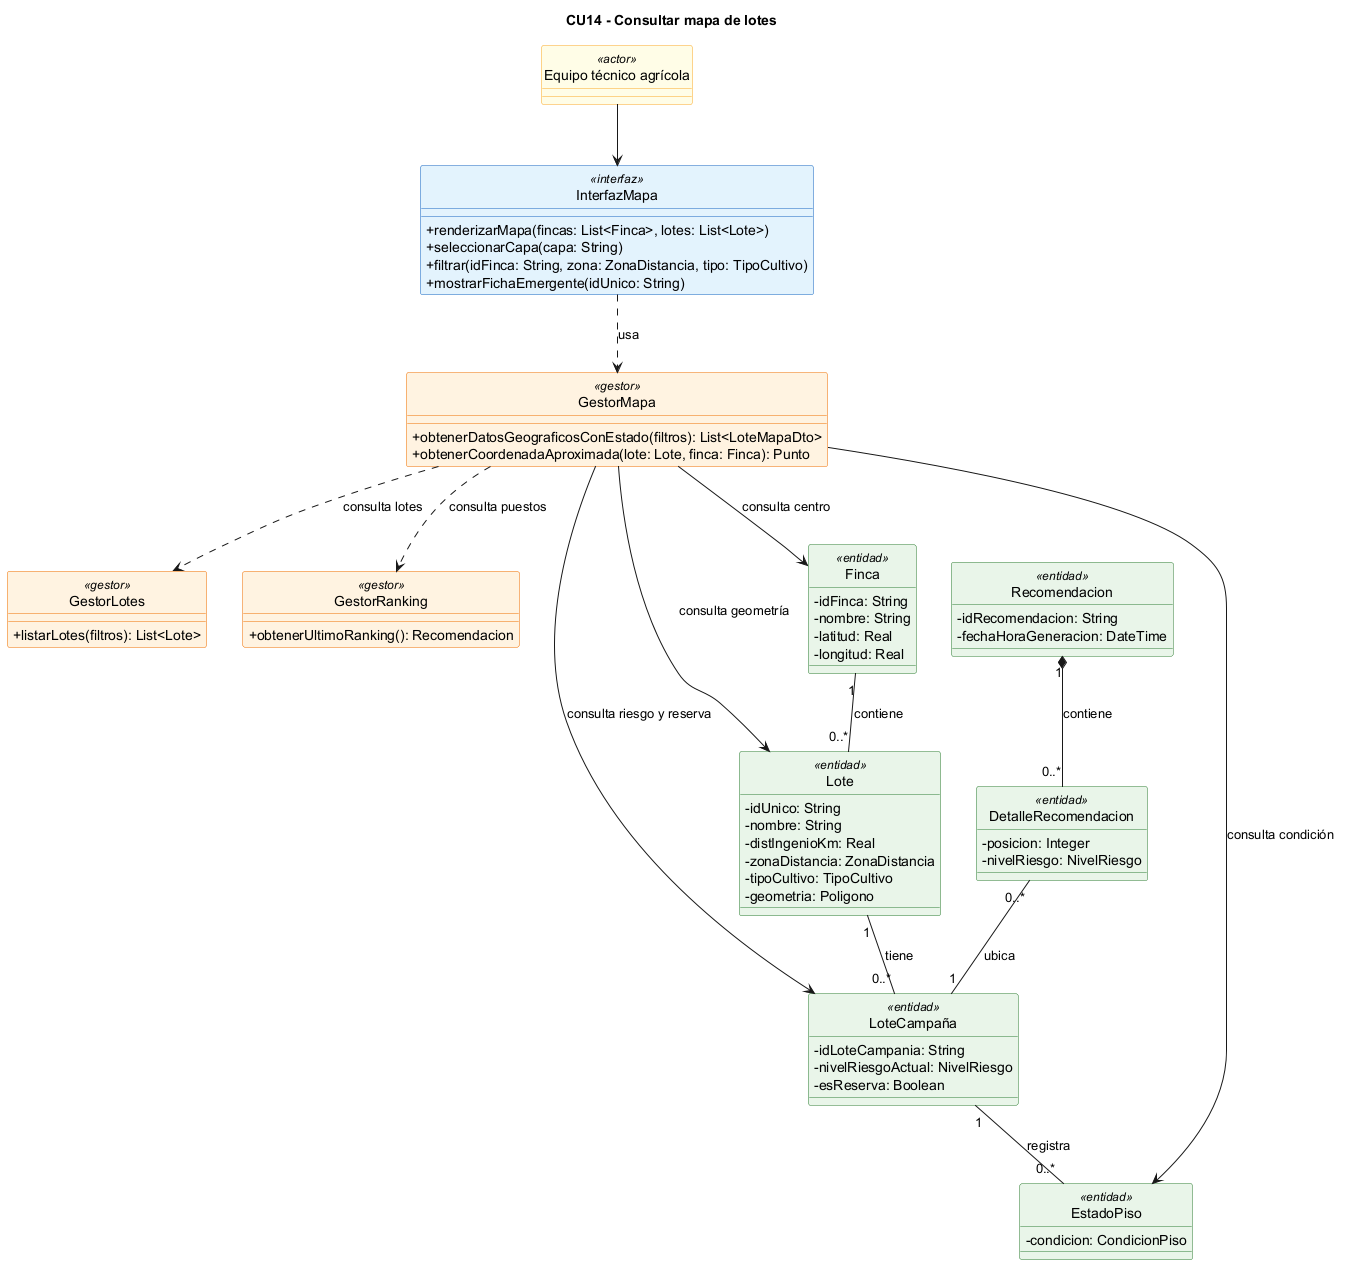 CU14 - Consultar mapa de lotes
«actor»
Equipo técnico agrícola
«interfaz»
InterfazMapa
+renderizarMapa(fincas: List<Finca>, lotes: List<Lote>)
+seleccionarCapa(capa: String)
+filtrar(idFinca: String, zona: ZonaDistancia, tipo: TipoCultivo)
+mostrarFichaEmergente(idUnico: String)
usa
«gestor»
GestorMapa
+obtenerDatosGeograficosConEstado(filtros): List<LoteMapaDto>
+obtenerCoordenadaAproximada(lote: Lote, finca: Finca): Punto
consulta lotes
consulta puestos
consulta centro
«gestor»
GestorLotes
+listarLotes(filtros): List<Lote>
«gestor»
GestorRanking
+obtenerUltimoRanking(): Recomendacion
consulta geometría
«entidad»
Finca
-idFinca: String
-nombre: String
-latitud: Real
-longitud: Real
«entidad»
Recomendacion
-idRecomendacion: String
-fechaHoraGeneracion: DateTime
1
1
consulta riesgo y reserva
contiene
contiene
0..*
0..*
«entidad»
Lote
-idUnico: String
-nombre: String
-distIngenioKm: Real
-zonaDistancia: ZonaDistancia
-tipoCultivo: TipoCultivo
-geometria: Poligono
«entidad»
DetalleRecomendacion
-posicion: Integer
-nivelRiesgo: NivelRiesgo
consulta condición
1
0..*
tiene
ubica
0..*
1
«entidad»
LoteCampaña
-idLoteCampania: String
-nivelRiesgoActual: NivelRiesgo
-esReserva: Boolean
1
registra
0..*
«entidad»
EstadoPiso
-condicion: CondicionPiso